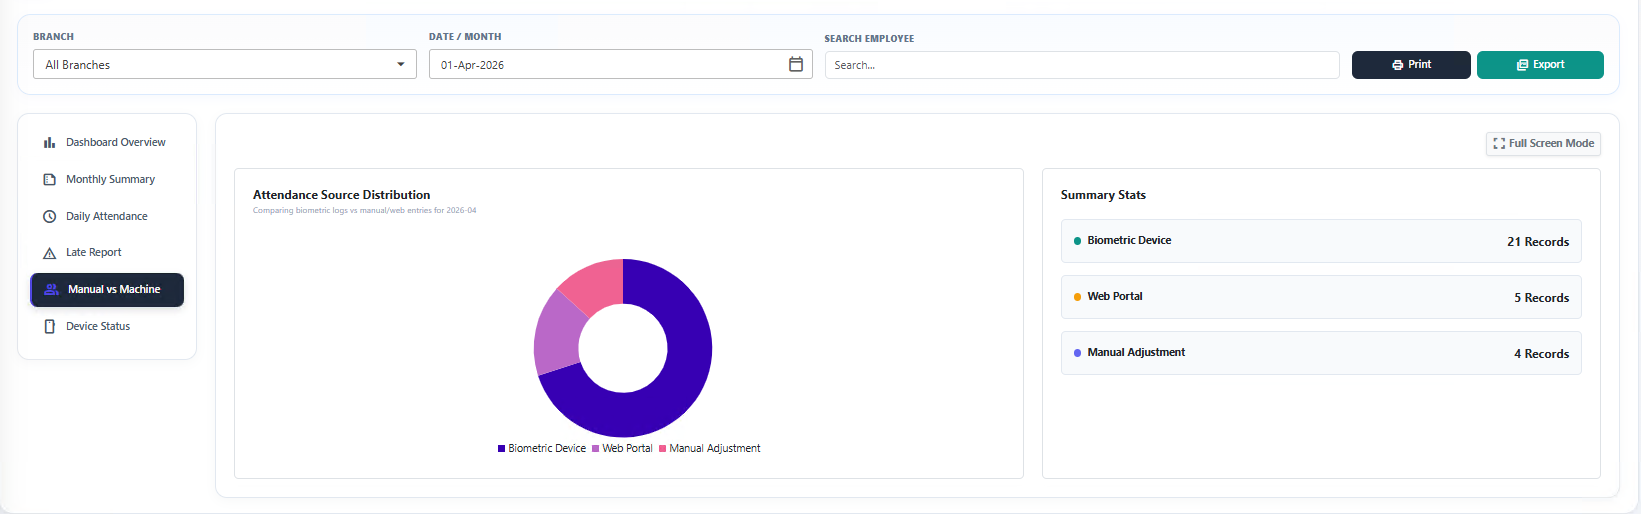 BRANCH
All Branches
DATE / MONTH
01-Apr-2026
SEARCH EMPLOYEE
Search...
Print
Export
Dashboard Overview
Monthly Summary
Daily Attendance
Late Report
Manual vs Machine
Device Status
Full Screen Mode
Attendance Source Distribution
Comparing biometric logs vs manual/web entries for 2026-04
Biometric Device Web Portal Manual Adjustment
Summary Stats
Biometric Device 21 Records
Web Portal 5 Records
Manual Adjustment 4 Records